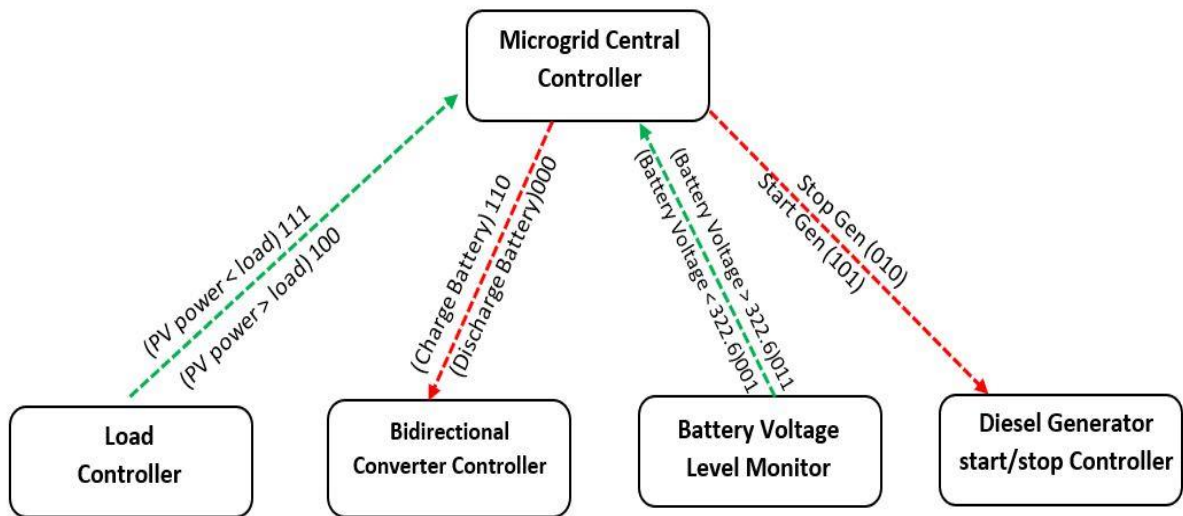 Microgrid Central
Controller
(PV power < load) 111
(PV power > load) 100
(Charge Battery) 110
(Discharge Battery)000
(Battery Voltage > 322.6)011
(Battery Voltage <322.6)001
Stop Gen (010)
Start Gen (101)
Load
Controller
Bidirectional
Converter Controller
Battery Voltage
Level Monitor
Diesel Generator
start/stop Controller